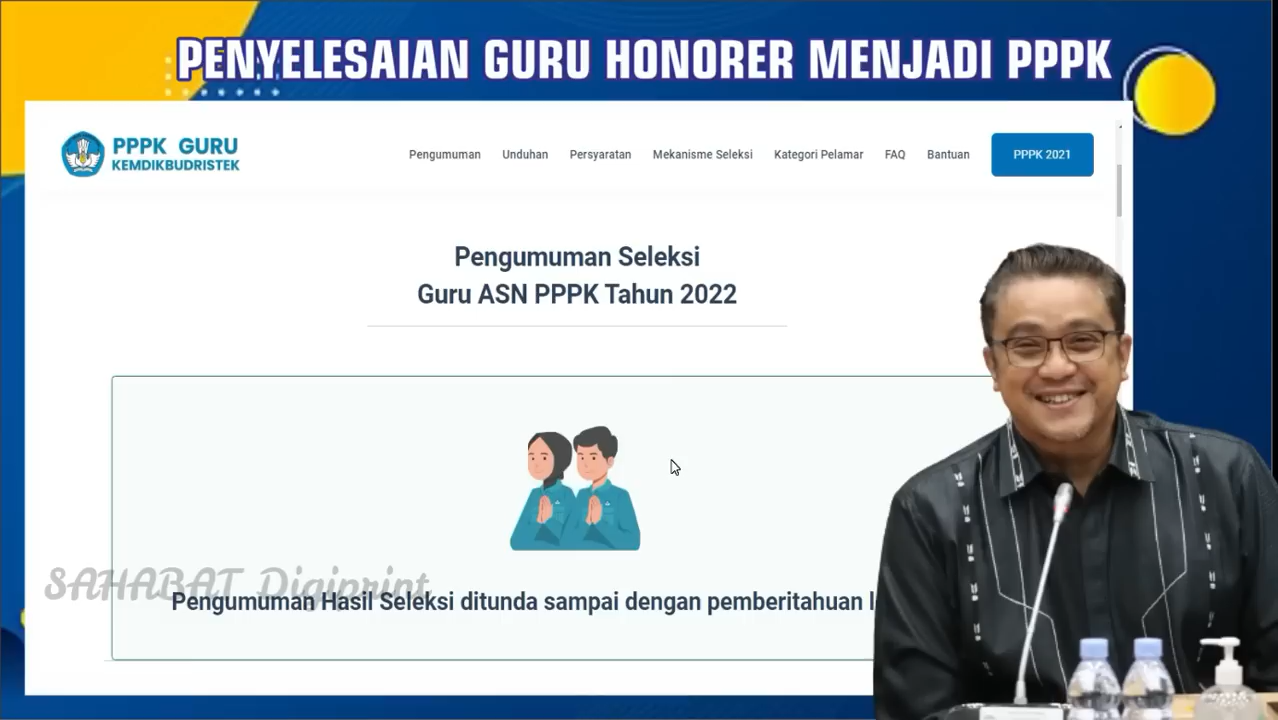 PENYELESAIAN GURU HONORER MENJADI PPPK
PPPK GURU
KEMDIKBUDRISTEK
Pengumuman Unduhan Persyaratan Mekanisme Seleksi Kategori Pelamar FAQ Bantuan PPPK 2021
Pengumuman Seleksi
Guru ASN PPPK Tahun 2022
SAHABAT Digiprint
Pengumuman Hasil Seleksi ditunda sampai dengan pemberitahuan